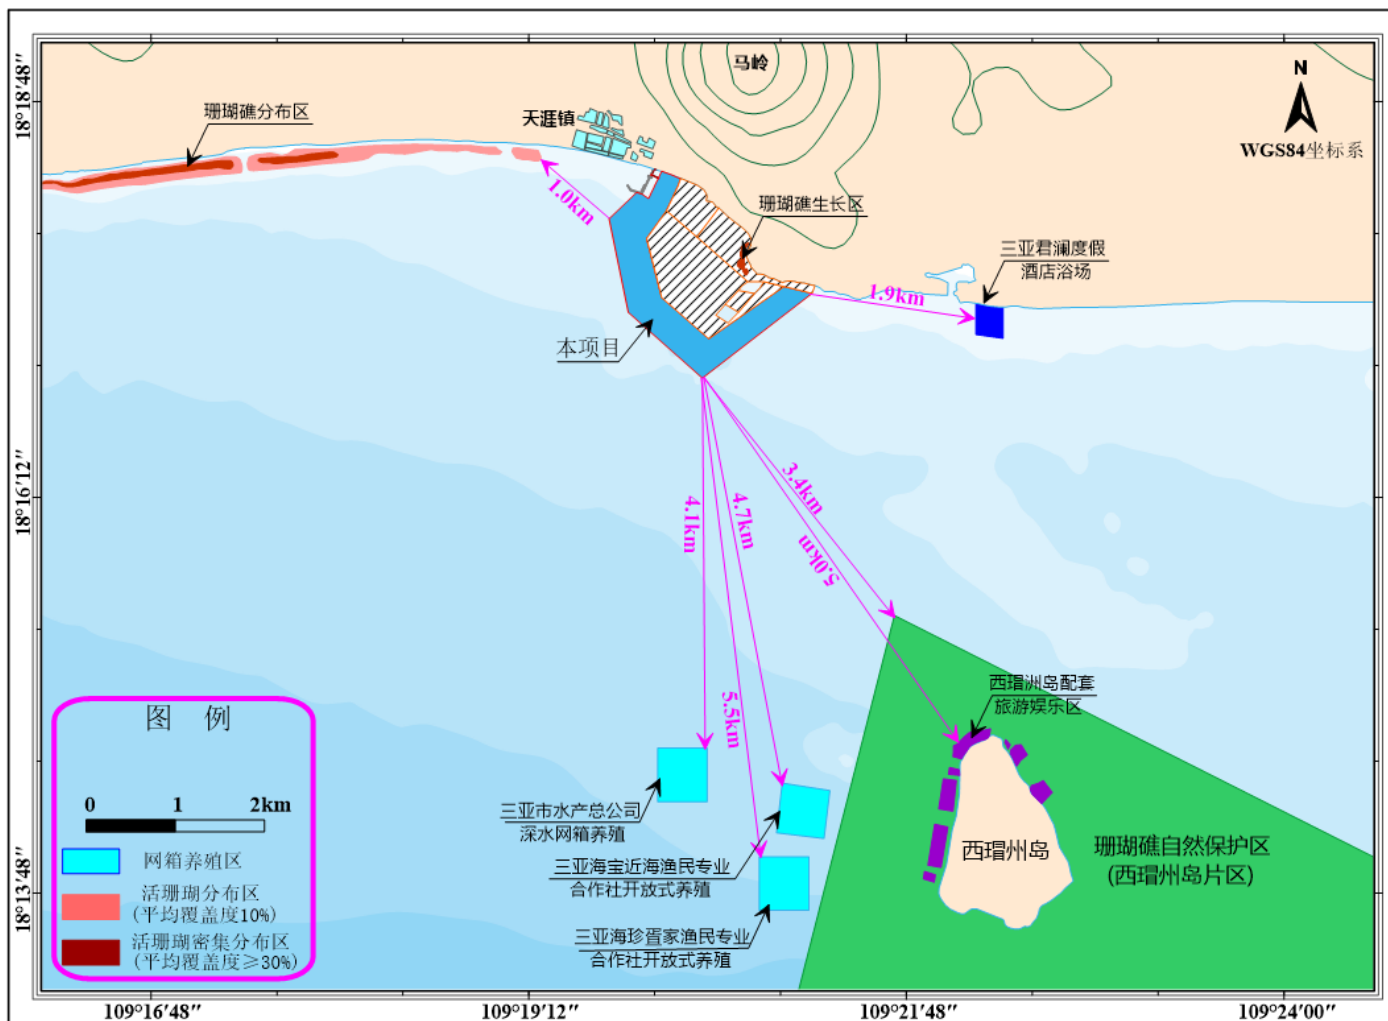 马岭
18°18′48″
N
WGS84坐标系
珊瑚礁分布区
天涯镇
1.0km
珊瑚礁生长区
三亚君澜度假
酒店浴场
1.9km
本项目
18°16′12″
3.4km
4.1km
4.7km
5.0km
5.5km
西瑁洲岛配套
旅游娱乐区
图 例
0 1 2km
网箱养殖区
活珊瑚分布区
(平均覆盖度10%)
活珊瑚密集分布区
(平均覆盖度≥30%)
三亚市水产总公司
深水网箱养殖
三亚海宝近海渔民专业
合作社开放式养殖
三亚海珍疍家渔民专业
合作社开放式养殖
西瑁州岛
珊瑚礁自然保护区
(西瑁州岛片区)
18°13′48″
109°16′48″
109°19′12″
109°21′48″
109°24′00″